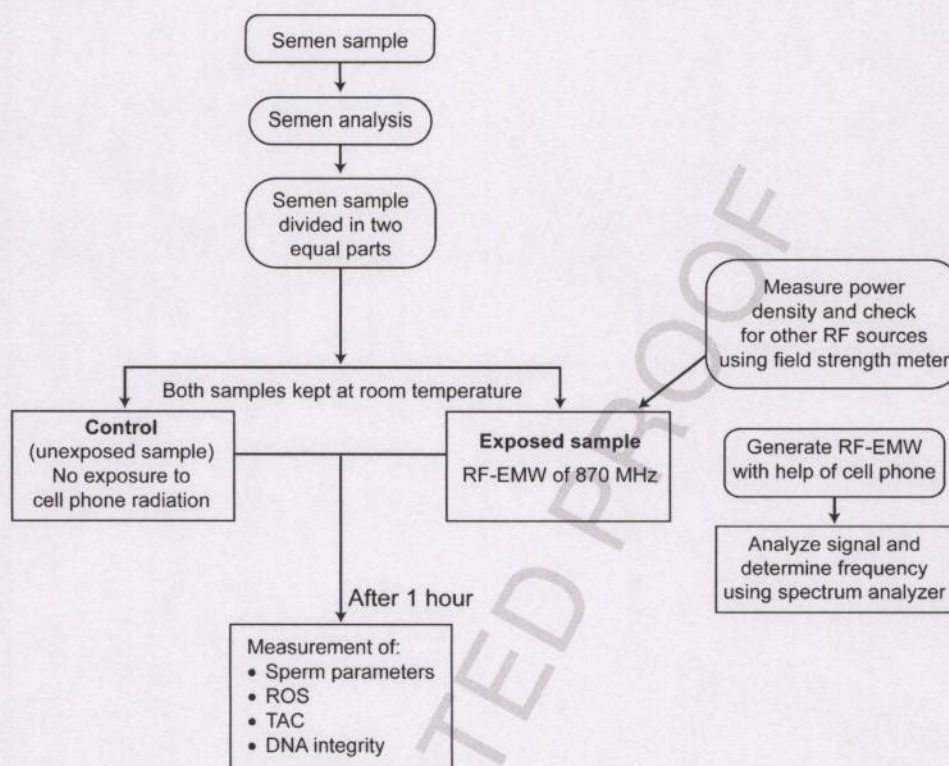 Semen sample
Semen analysis
Semen sample
divided in two
equal parts
Measure power
density and check
for other RF sources
using field strength meter
Both samples kept at room temperature
Control
(unexposed sample)
No exposure to
cell phone radiation
Exposed sample
RF-EMW of 870 MHz
Generate RF-EMW
with help of cell phone
Analyze signal and
determine frequency
using spectrum analyzer
After 1 hour
Measurement of:
• Sperm parameters
• ROS
• TAC
• DNA integrity
TED PROOF